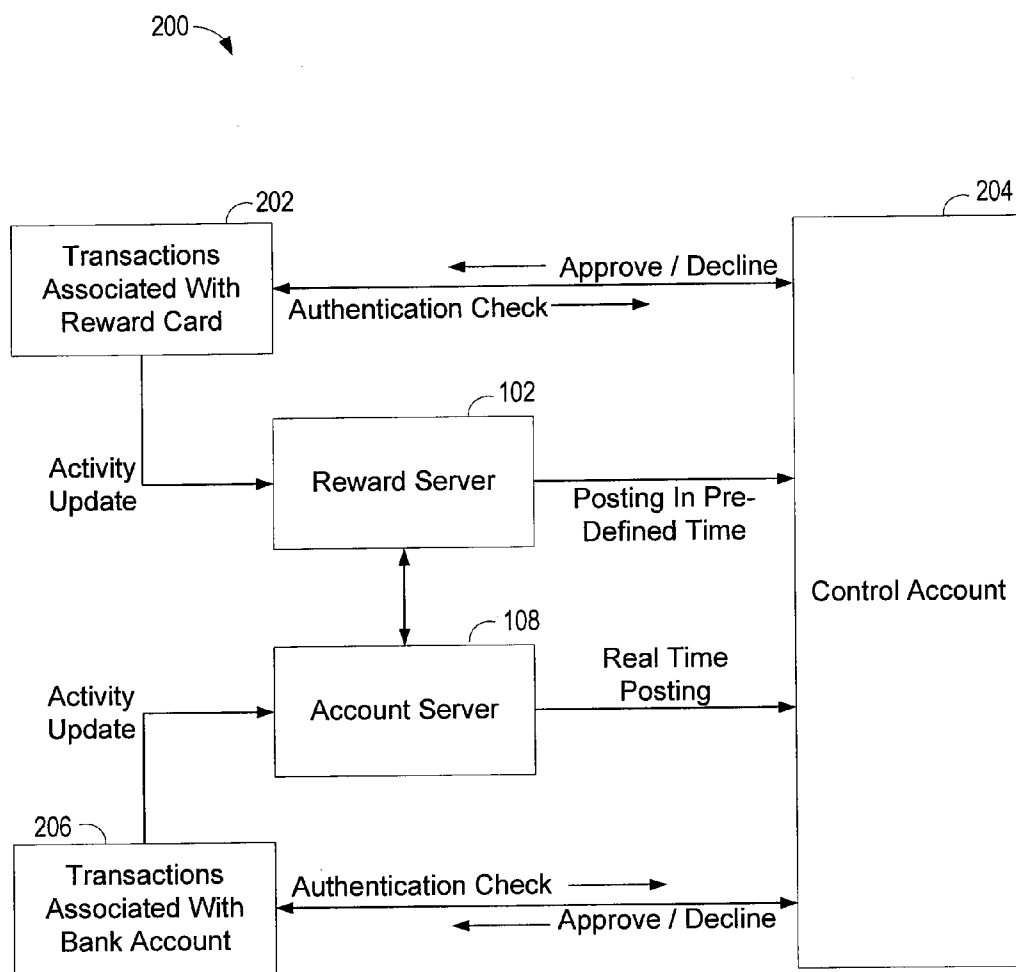 200
202
204
Transactions
Associated With
Reward Card
Approve / Decline
Authentication Check
102
Activity
Update
Reward Server
Posting In Pre-
Defined Time
Control Account
108
Activity
Update
Account Server
Real Time
Posting
206
Transactions
Associated With
Bank Account
Authentication Check
Approve / Decline